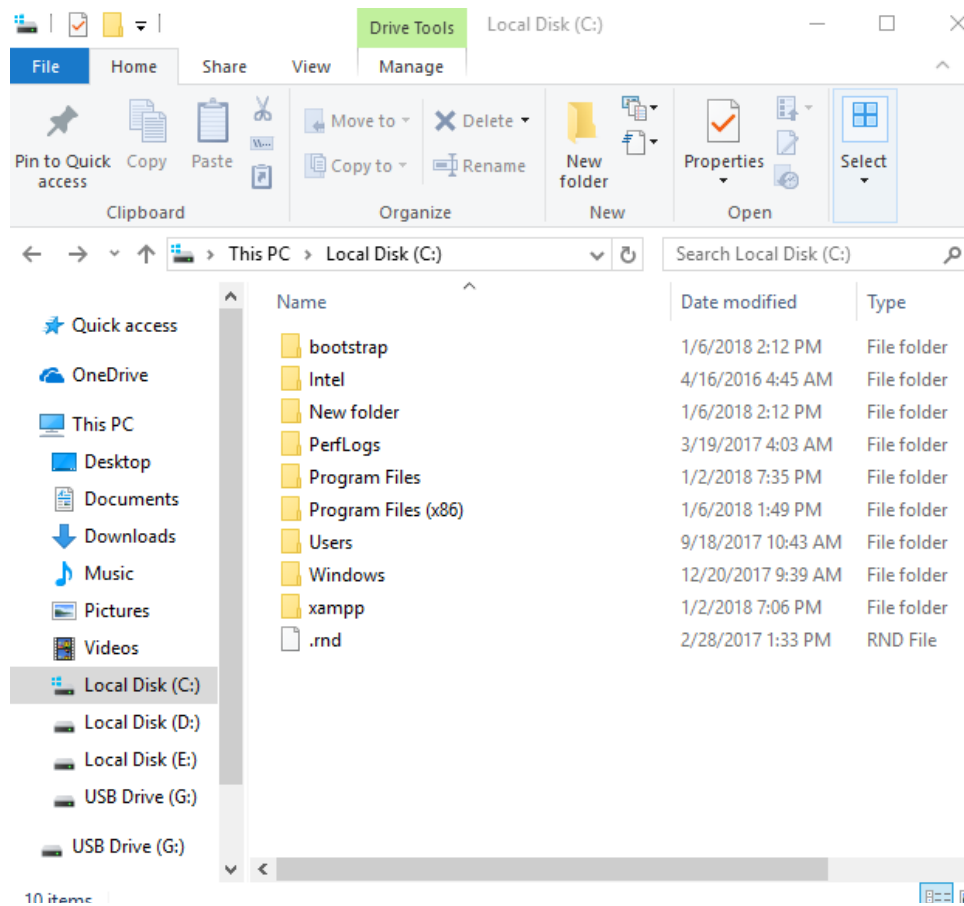 Drive Tools Local Disk (C:)
File Home Share View Manage
Pin to Quick access Copy Paste
Move to Copy to Delete Rename
New folder
Properties
Select
Clipboard Organize New Open
This PC > Local Disk (C:) Search Local Disk (C:)
Name Date modified Type
bootstrap 1/6/2018 2:12 PM File folder
Intel 4/16/2016 4:45 AM File folder
New folder 1/6/2018 2:12 PM File folder
PerfLogs 3/19/2017 4:03 AM File folder
Program Files 1/2/2018 7:35 PM File folder
Program Files (x86) 1/6/2018 1:49 PM File folder
Users 9/18/2017 10:43 AM File folder
Windows 12/20/2017 9:39 AM File folder
xampp 1/2/2018 7:06 PM File folder
.rnd 2/28/2017 1:33 PM RND File
Quick access
OneDrive
This PC
Desktop
Documents
Downloads
Music
Pictures
Videos
Local Disk (C:)
Local Disk (D:)
Local Disk (E:)
USB Drive (G:)
USB Drive (G:)
10 items